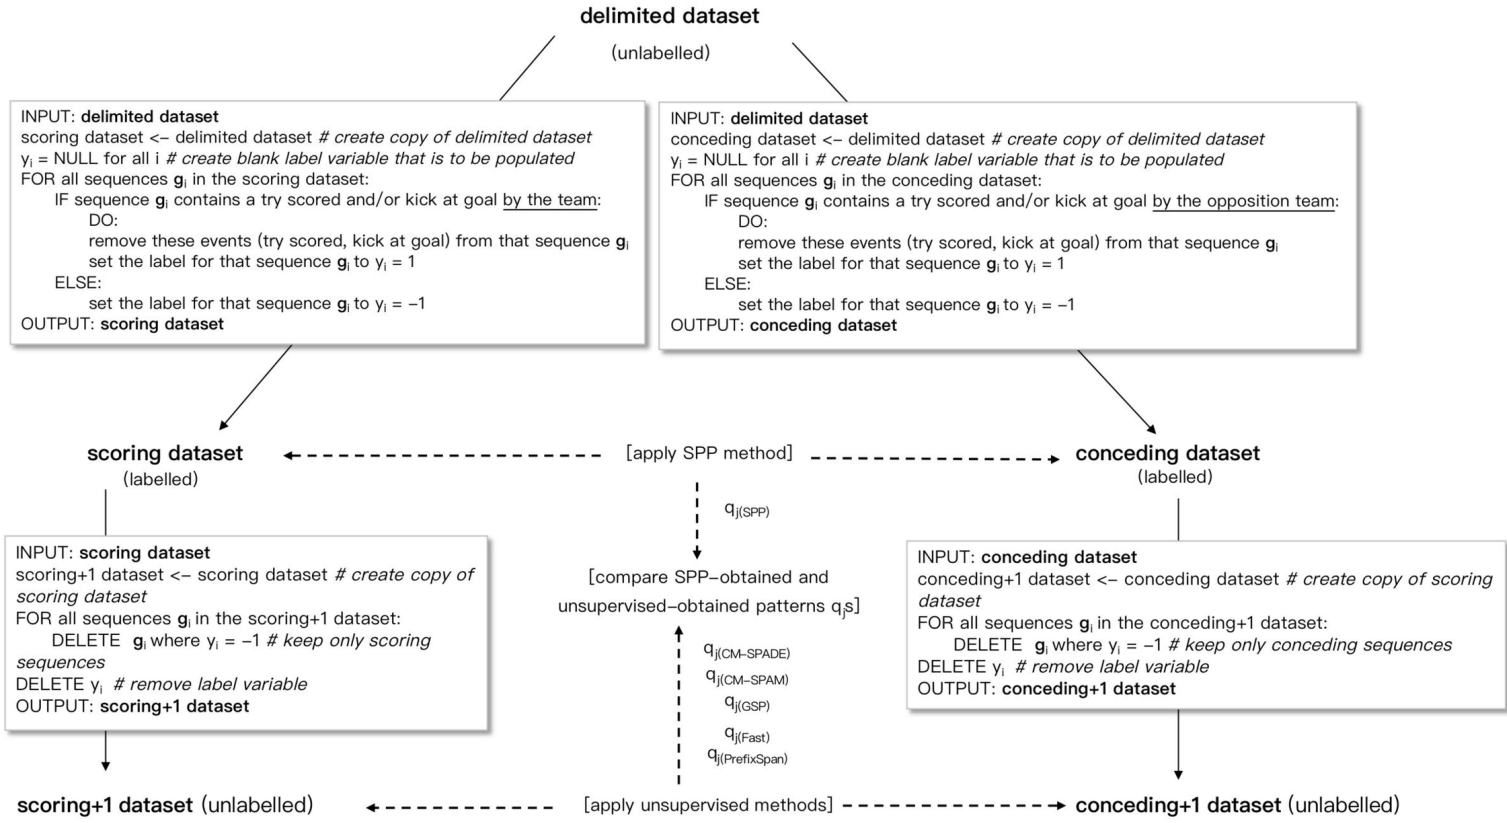 delimited dataset
(unlabelled)
INPUT: delimited dataset
scoring dataset <– delimited dataset # create copy of delimited dataset
yi = NULL for all i # create blank label variable that is to be populated
FOR all sequences gi in the scoring dataset:
IF sequence gi contains a try scored and/or kick at goal by the team:
DO:
remove these events (try scored, kick at goal) from that sequence gi
set the label for that sequence gi to yi = 1
ELSE:
set the label for that sequence gi to yi = –1
OUTPUT: scoring dataset
INPUT: delimited dataset
conceding dataset <– delimited dataset # create copy of delimited dataset
yi = NULL for all i # create blank label variable that is to be populated
FOR all sequences gi in the conceding dataset:
IF sequence gi contains a try scored and/or kick at goal by the opposition team:
DO:
remove these events (try scored, kick at goal) from that sequence gi
set the label for that sequence gi to yi = 1
ELSE:
set the label for that sequence gi to yi = –1
OUTPUT: conceding dataset
scoring dataset
(labelled)
[apply SPP method]
conceding dataset
(labelled)
qj(SPP)
INPUT: scoring dataset
scoring+1 dataset <– scoring dataset # create copy of
scoring dataset
FOR all sequences gi in the scoring+1 dataset:
DELETE gi where yi = –1 # keep only scoring
sequences
DELETE yi # remove label variable
OUTPUT: scoring+1 dataset
[compare SPP–obtained and
unsupervised–obtained patterns qjs]
qj(CM–SPADE)
qj(CM–SPAM)
qj(GSP)
qj(Fast)
qj(PrefixSpan)
INPUT: conceding dataset
conceding+1 dataset <– conceding dataset # create copy of scoring
dataset
FOR all sequences gi in the conceding+1 dataset:
DELETE gi where yi = –1 # keep only conceding sequences
DELETE yi # remove label variable
OUTPUT: conceding+1 dataset
scoring+1 dataset (unlabelled)
[apply unsupervised methods]
conceding+1 dataset (unlabelled)